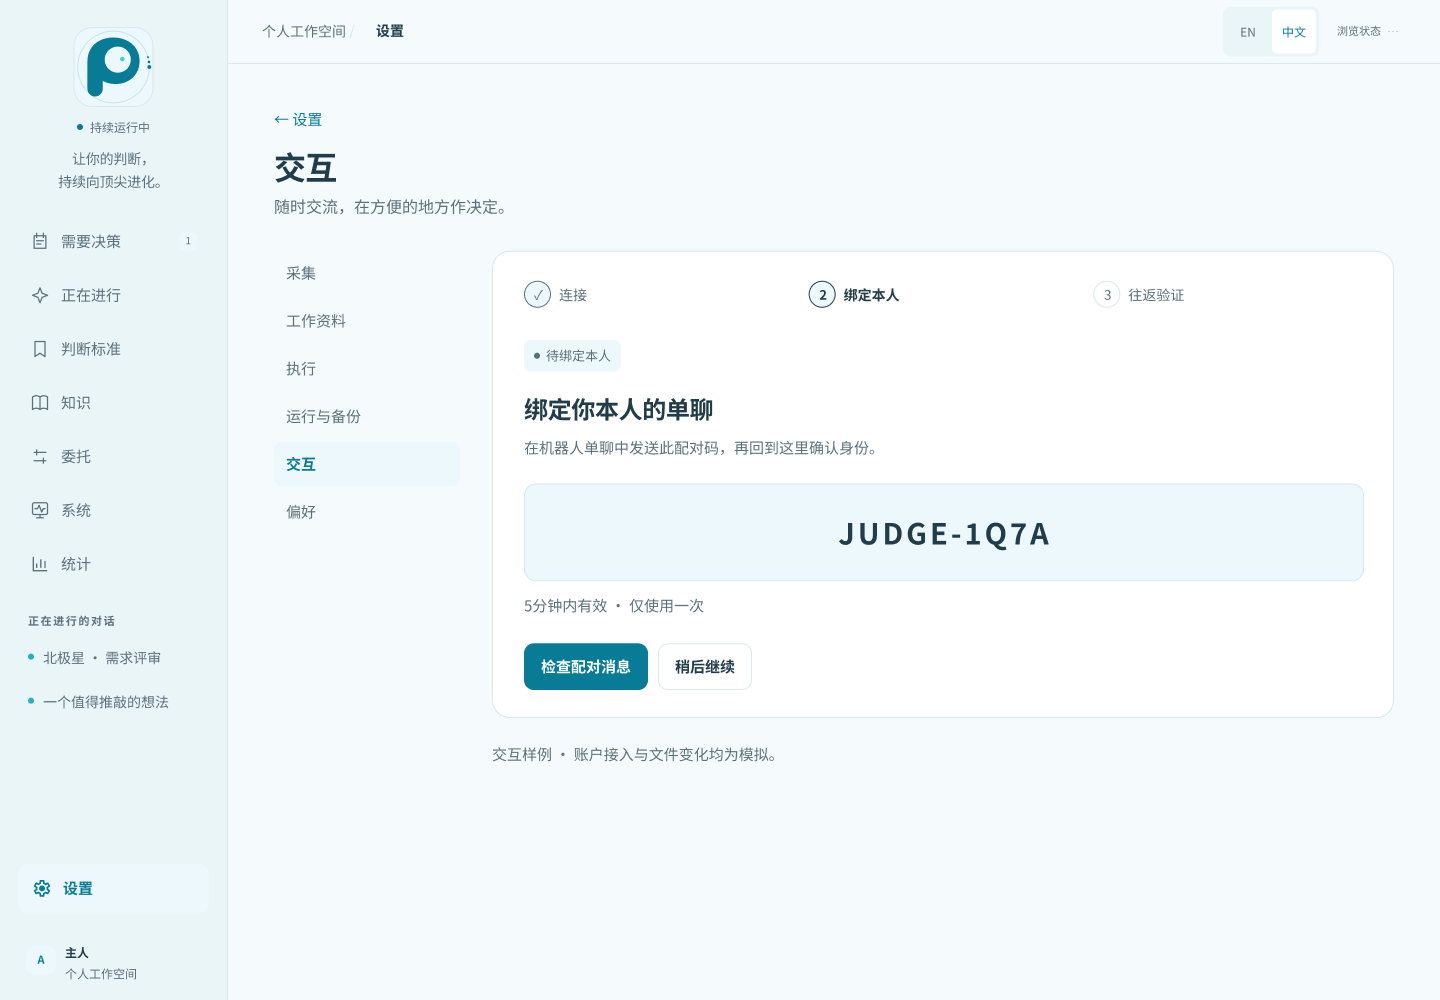 持续运行中
让你的判断，
持续向顶尖进化。
需要决策 1
正在进行
判断标准
知识
委托
系统
统计
正在进行的对话
北极星 · 需求评审
一个值得推敲的想法
设置
A 主人
个人工作空间
个人工作空间 / 设置
EN 中文 浏览状态 ···
← 设置
交互
随时交流，在方便的地方作决定。
采集
工作资料
执行
运行与备份
交互
偏好
✓ 连接 2 绑定本人 3 往返验证
待绑定本人
绑定你本人的单聊
在机器人单聊中发送此配对码，再回到这里确认身份。
JUDGE-1Q7A
5分钟内有效 · 仅使用一次
检查配对消息 稍后继续
交互样例 · 账户接入与文件变化均为模拟。